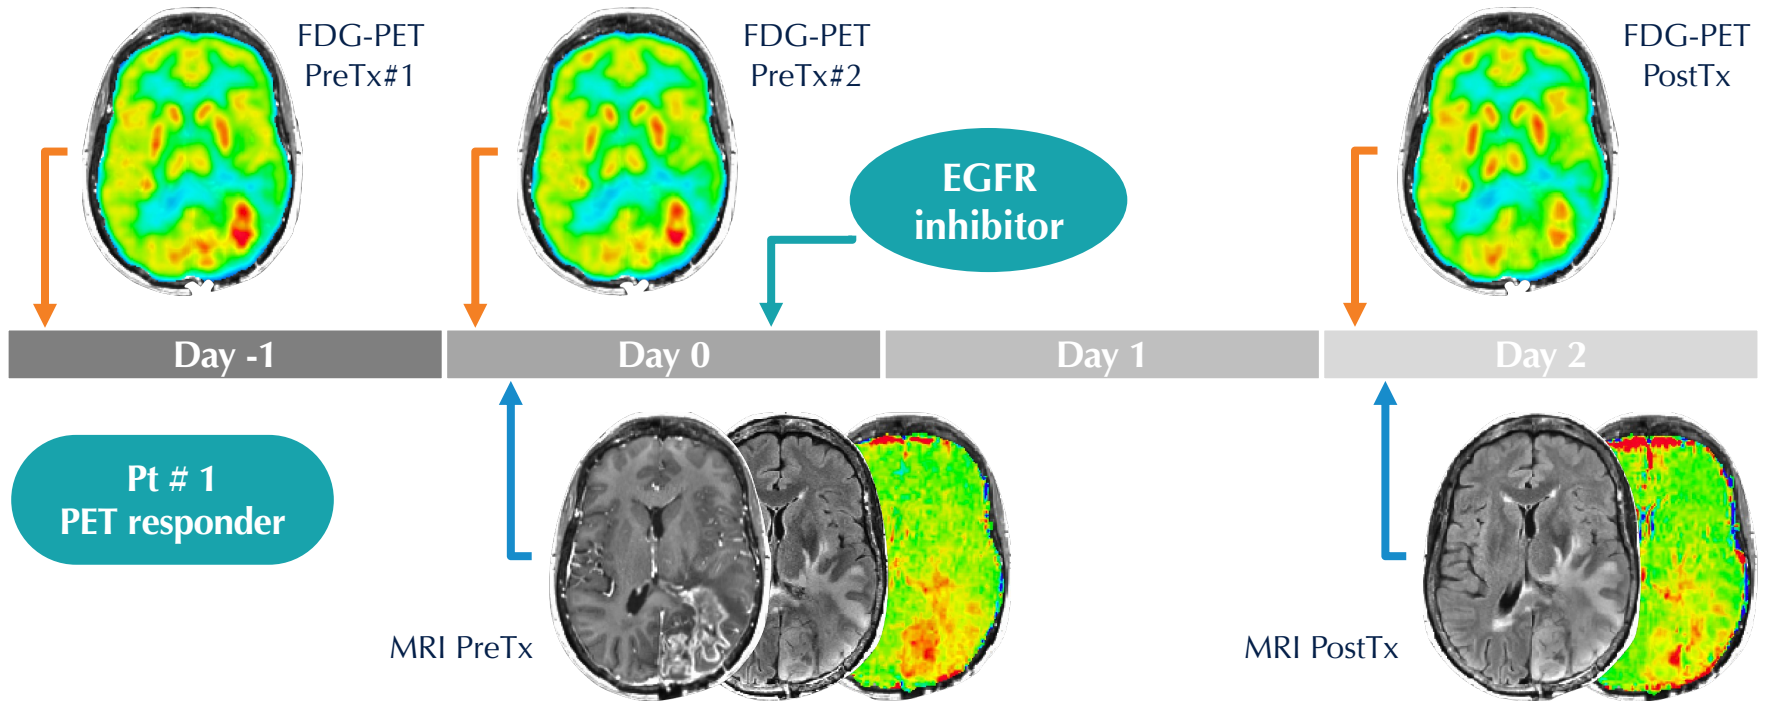 FDG-PET
PreTx#1
FDG-PET
PreTx#2
FDG-PET
PostTx
EGFR
inhibitor
Day -1
Day 0
Day 1
Day 2
Pt # 1
PET responder
MRI PreTx
MRI PostTx